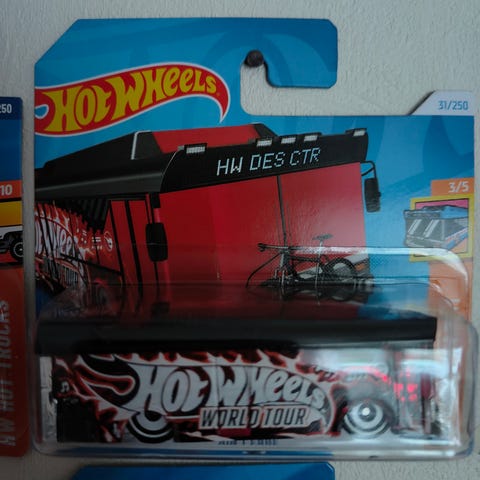 250
HOT WHEELS
31/250
HW DES CTR
10
3/5
HW HOT TRUCKS
HOT WHEELS
WORLD TOUR